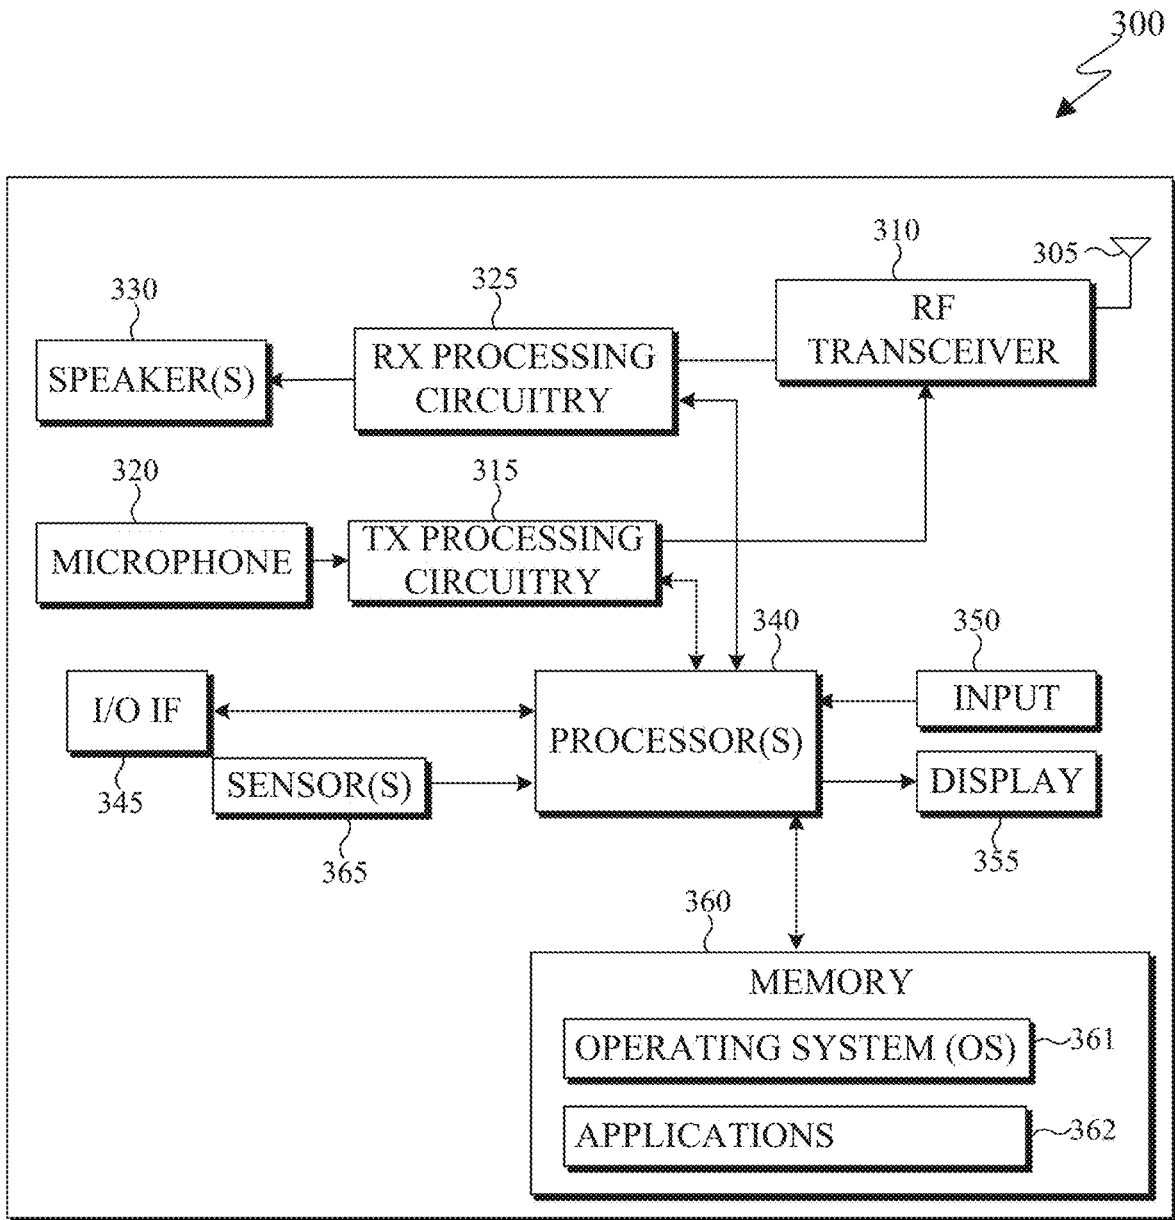 300
310
305
RF
TRANSCEIVER
325
RX PROCESSING
CIRCUITRY
330
SPEAKER(S)
320
MICROPHONE
315
TX PROCESSING
CIRCUITRY
340
PROCESSOR(S)
350
INPUT
I/O IF
345
SENSOR(S)
365
DISPLAY
355
360
MEMORY
OPERATING SYSTEM (OS)
361
APPLICATIONS
362